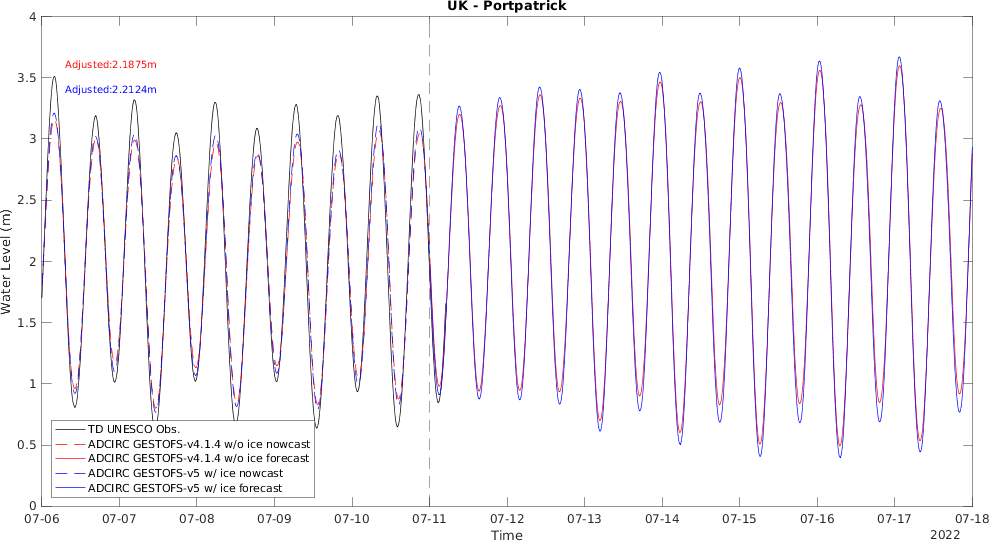 UK - Portpatrick
Adjusted:2.1875m
Adjusted:2.2124m
4
3.5
3
2.5
2
1.5
1
0.5
0
Water Level (m)
TD UNESCO Obs.
ADCIRC GESTOFS-v4.1.4 w/o ice nowcast
ADCIRC GESTOFS-v4.1.4 w/o ice forecast
ADCIRC GESTOFS-v5 w/ ice nowcast
ADCIRC GESTOFS-v5 w/ ice forecast
07-06 07-07 07-08 07-09 07-10 07-11 07-12 07-13 07-14 07-15 07-16 07-17 07-18
Time
2022